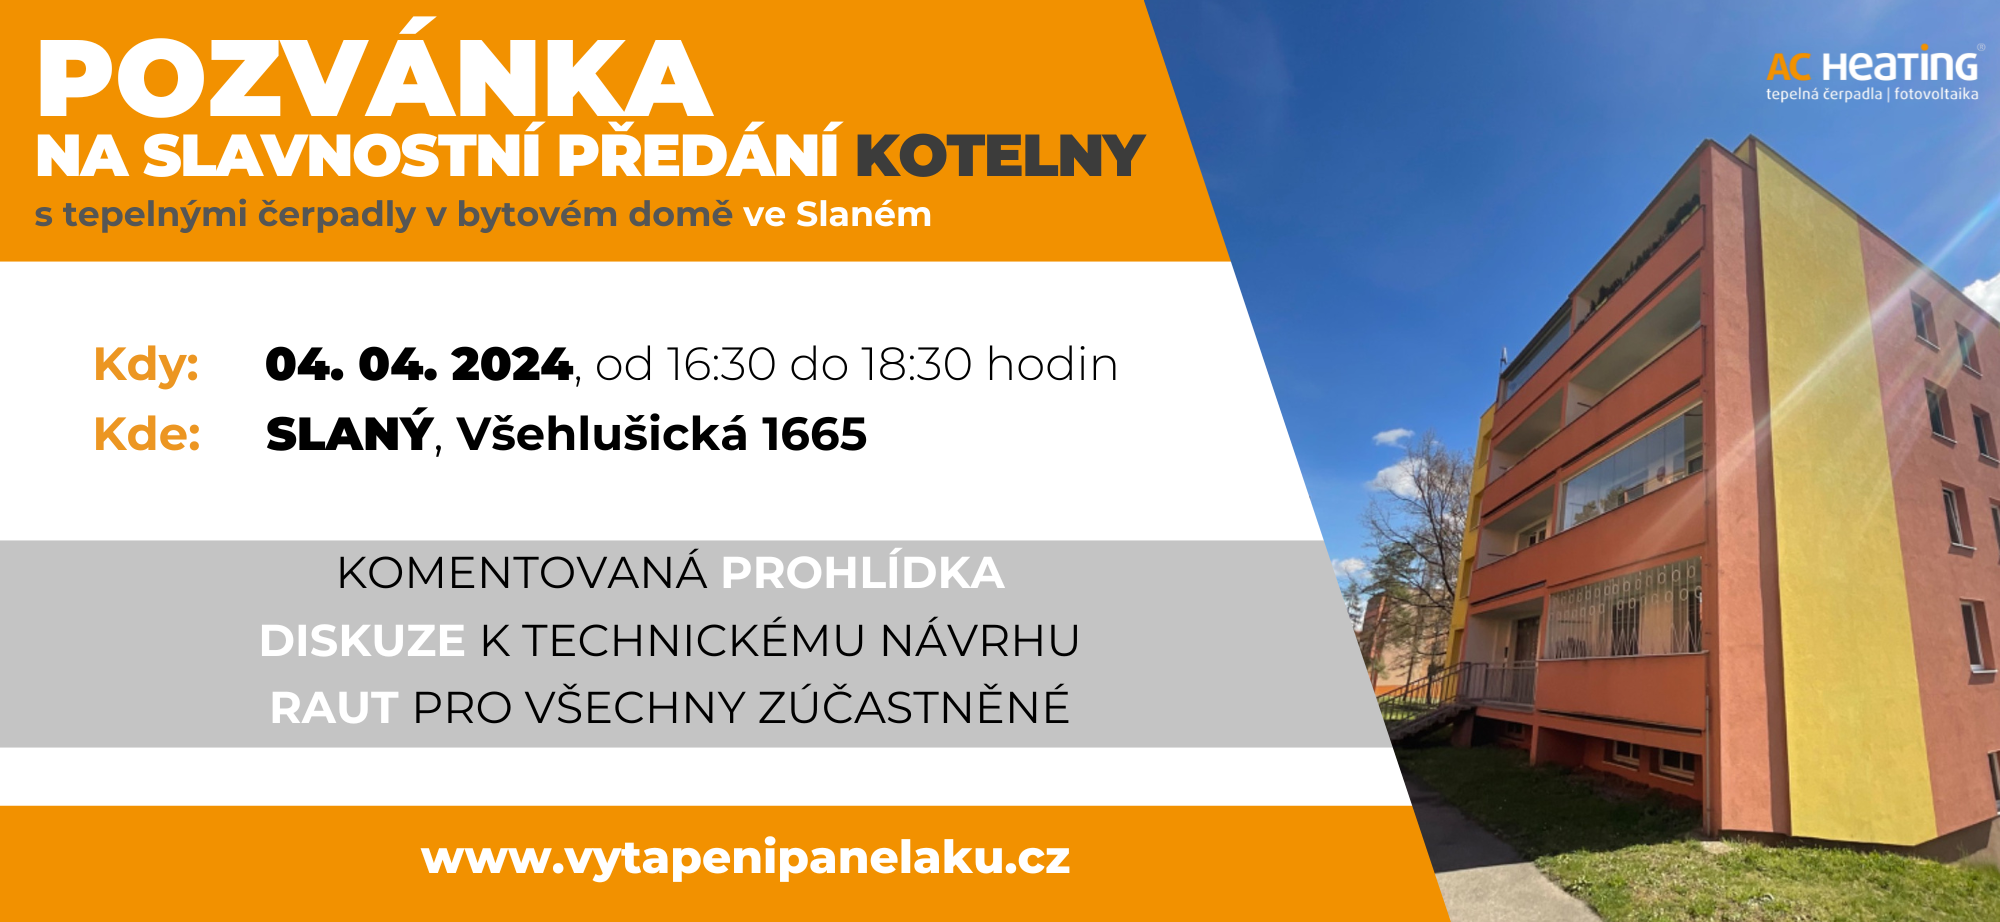 POZVÁNKA
NA SLAVNOSTNÍ PŘEDÁNÍ KOTELNY
s tepelnými čerpadly v bytovém domě ve Slaném
AC HeaTinG®
tepelná čerpadla | fotovoltaika
Kdy: 04. 04. 2024, od 16:30 do 18:30 hodin
Kde: SLANÝ, Všehlušická 1665
KOMENTOVANÁ PROHLÍDKA
DISKUZE K TECHNICKÉMU NÁVRHU
RAUT PRO VŠECHNY ZÚČASTNĚNÉ
www.vytapenipanelaku.cz